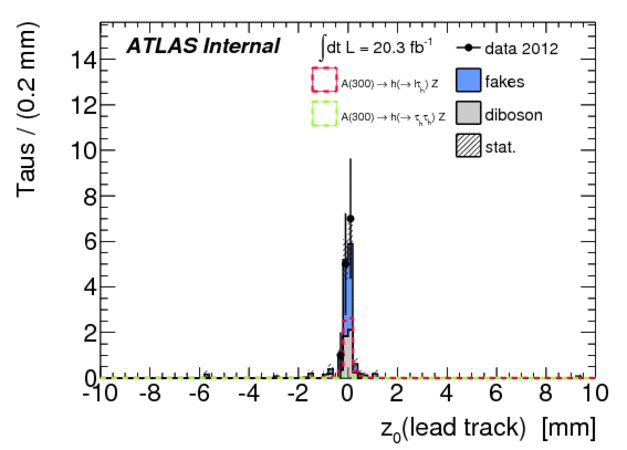 ATLAS Internal
∫dt L = 20.3 fb⁻¹
data 2012
A(300) → h(→ lτₕ) Z
fakes
A(300) → h(→ τₕτₕ) Z
diboson
stat.
Taus / (0.2 mm)
14
12
10
8
6
4
2
0
-10 -8 -6 -4 -2 0 2 4 6 8 10
z₀(lead track) [mm]